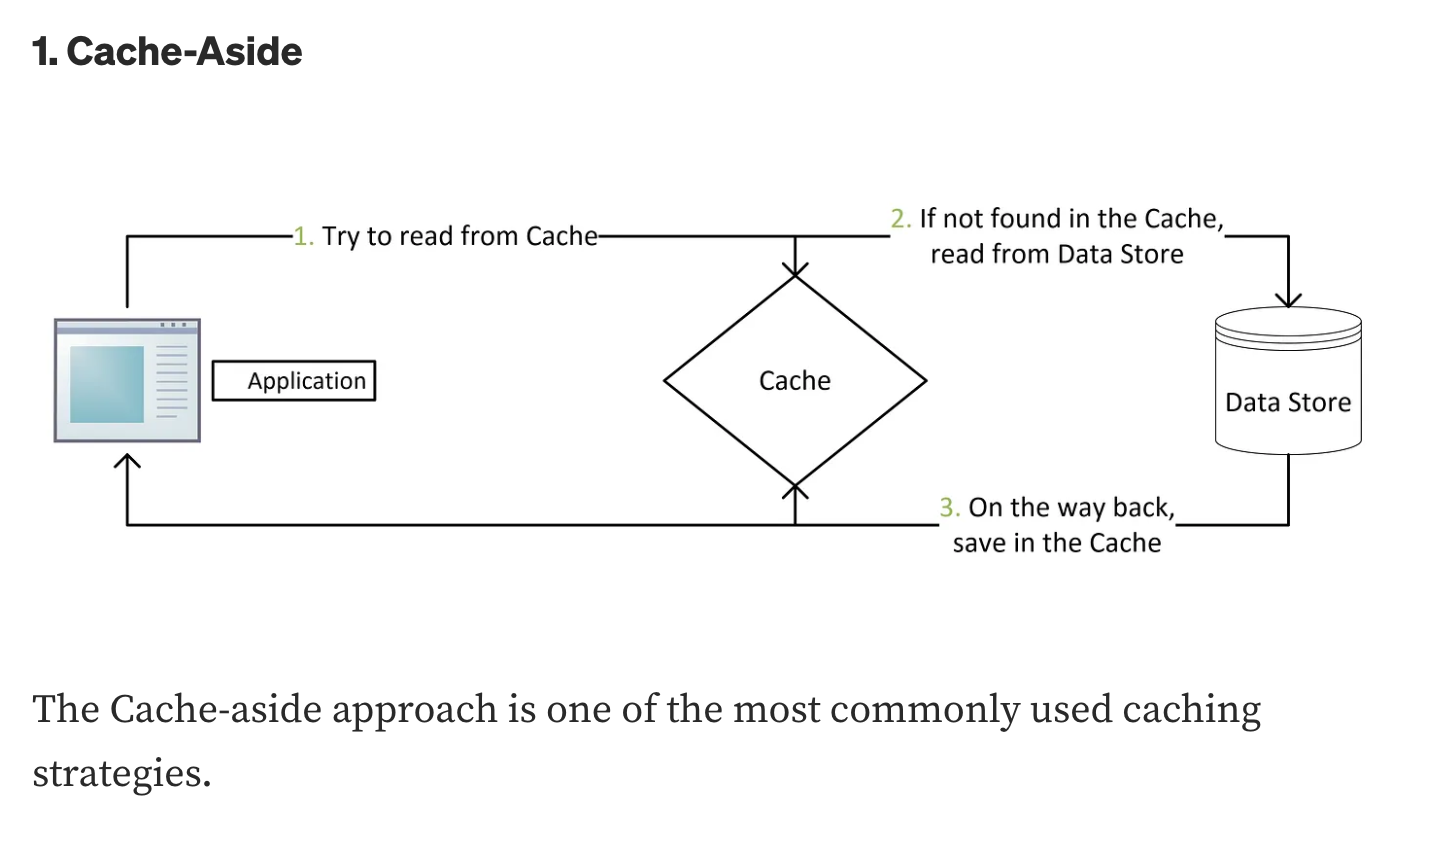 1. Cache-Aside
1. Try to read from Cache
2. If not found in the Cache,
read from Data Store
Application
Cache
Data Store
3. On the way back,
save in the Cache
The Cache-aside approach is one of the most commonly used caching
strategies.